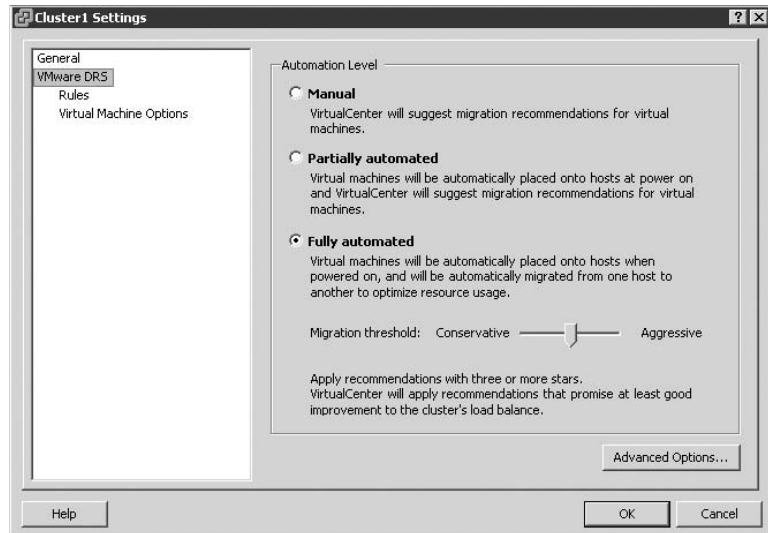 Cluster1 Settings
General
VMware DRS
Rules
Virtual Machine Options
Automation Level
Manual
VirtualCenter will suggest migration recommendations for virtual
machines.
Partially automated
Virtual machines will be automatically placed onto hosts at power on
and VirtualCenter will suggest migration recommendations for virtual
machines.
Fully automated
Virtual machines will be automatically placed onto hosts when
powered on, and will be automatically migrated from one host to
another to optimize resource usage.
Migration threshold: Conservative Aggressive
Apply recommendations with three or more stars.
VirtualCenter will apply recommendations that promise at least good
improvement to the cluster's load balance.
Advanced Options...
Help OK Cancel